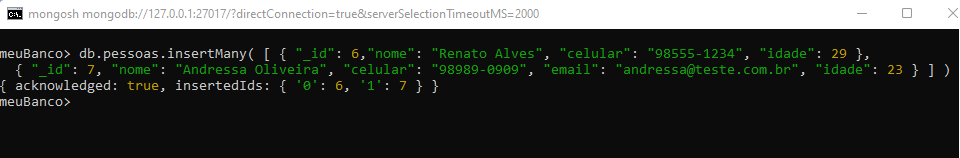 mongosh mongodb://127.0.0.1:27017/?directConnection=true&serverSelectionTimeoutMS=2000
meuBanco> db.pessoas.insertMany( [ { "_id": 6,"nome": "Renato Alves", "celular": "98555-1234", "idade": 29 },
{ "_id": 7, "nome": "Andressa Oliveira", "celular": "98989-0909", "email": "andressa@teste.com.br", "idade": 23 } ] )
{ acknowledged: true, insertedIds: { '0': 6, '1': 7 } }
meuBanco>